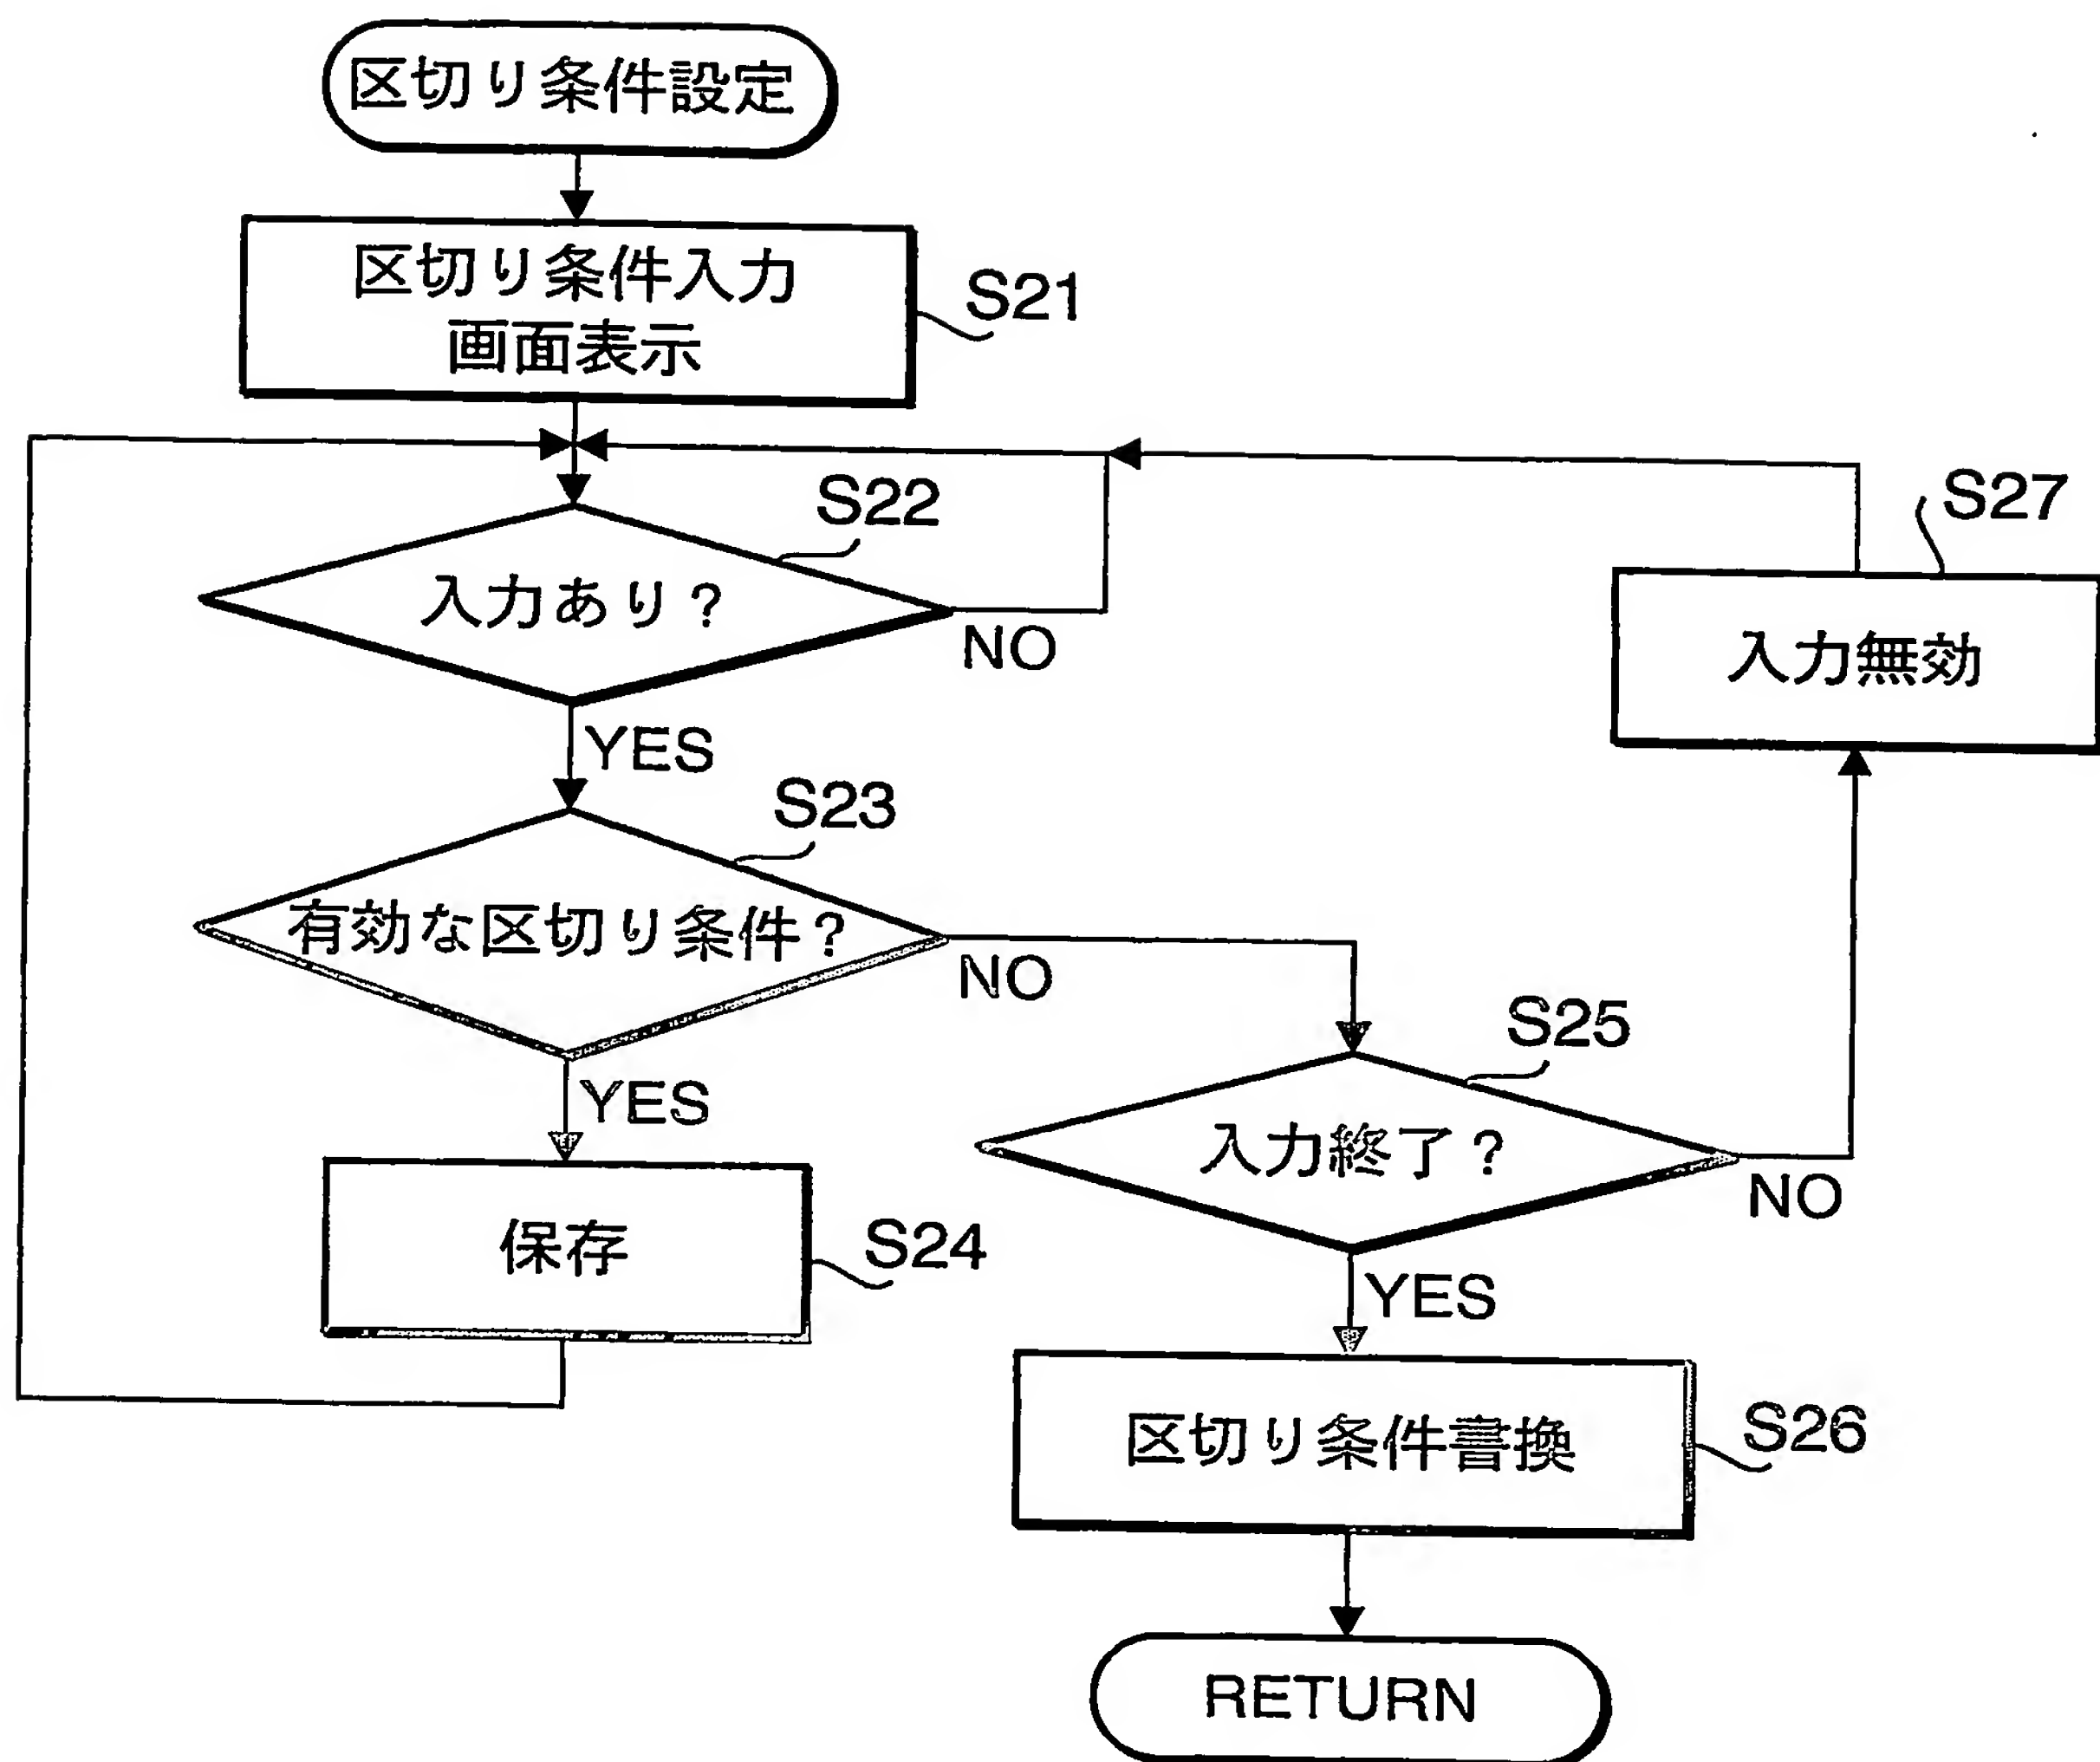 区切り条件設定
区切り条件入力
画面表示
S21
S22
入力あり？
NO
YES
S27
入力無効
S23
有効な区切り条件？
NO
YES
S24
保存
S25
入力終了？
NO
YES
区切り条件書換
S26
RETURN